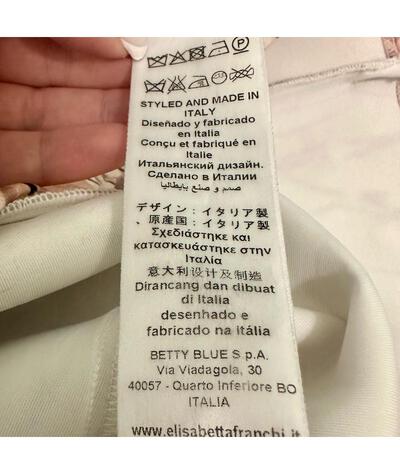 STYLED AND MADE IN
ITALY
Diseñado y fabricado
en Italia
Conçu et fabriqué en
Italie
Итальянский дизайн.
Сделано в Италии
صمم و صنع بإيطاليا
デザイン：イタリア製
、原産国：イタリア製
Σχεδιάστηκε και
κατασκευάστηκε στην
Ιταλία
意大利设计及制造
Dirancang dan dibuat
di Italia
desenhado e
fabricado na Itália
BETTY BLUE S.p.A.
Via Viadagola, 30
40057 - Quarto Inferiore BO
ITALIA
www.elisabettafranchi.it